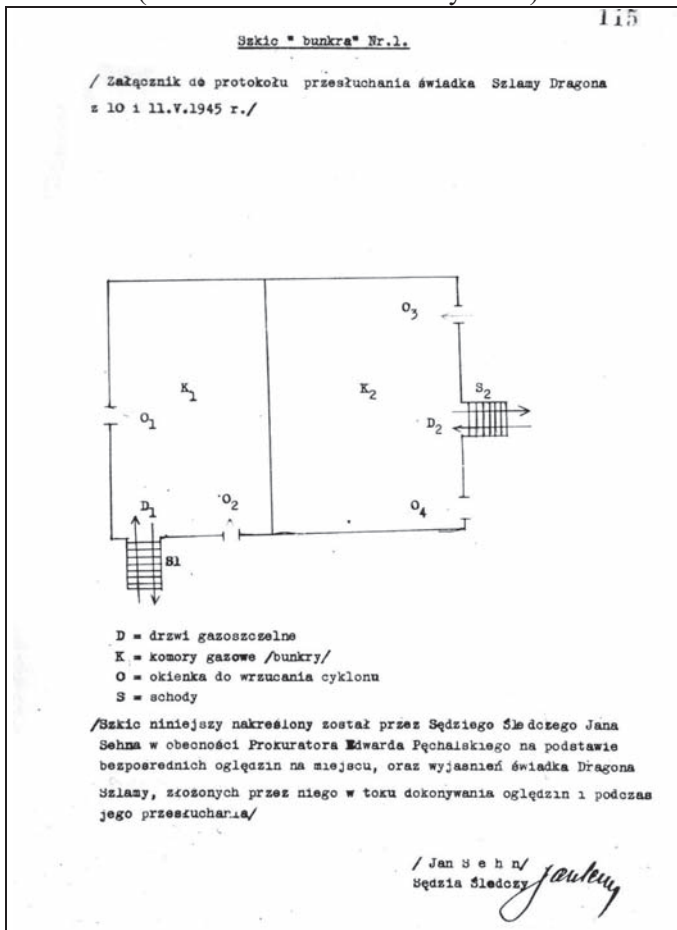 115
Szkic " bunkra" Nr.1.
/ Załącznik do protokołu przesłuchania świadka Szlamy Dragona
z 10 i 11.V.1945 r./
O3
K1
K2
S2
O1
D2
D1
O2
O4
S1
D = drzwi gazoszczelne
K = komory gazowe /bunkry/
O = okienka do wrzucania cyklonu
S = schody
/Szkic niniejszy nakreślony został przez Sędziego Śledczego Jana
Sehna w obecności Prokuratora Edwarda Pęchalskiego na podstawie
bezpośrednich oględzin na miejscu, oraz wyjasnień świadka Dragona
Szlamy, złożonych przez niego w toku dokonywania oględzin i podczas
jego przesłuchania/
/ Jan S e h n/
Sędzia Śledczy